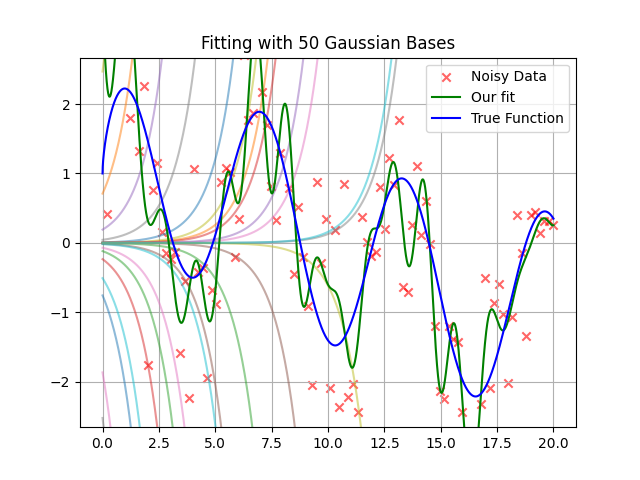 Fitting with 50 Gaussian Bases
Noisy Data
Our fit
True Function
2
1
0
−1
−2
0.0 2.5 5.0 7.5 10.0 12.5 15.0 17.5 20.0